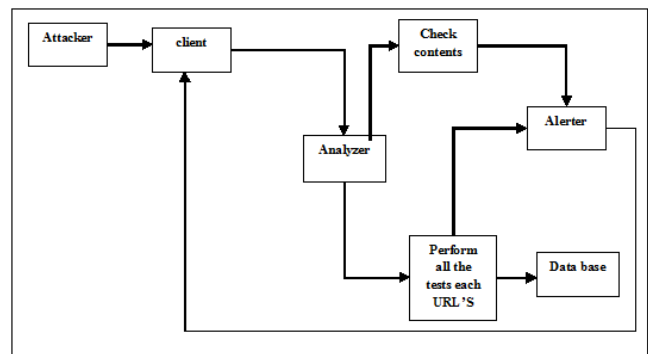 Attacker
client
Check
contents
Analyzer
Alerter
Perform
all the
tests each
URL'S
Data base